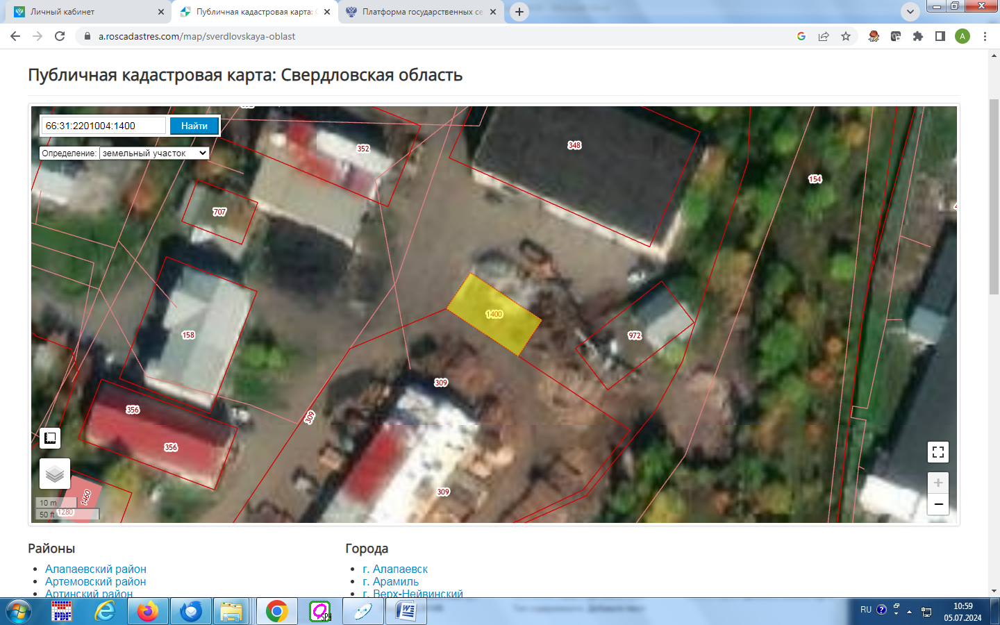 Личный кабинет
Публичная кадастровая карта: С
Платформа государственных се
a.roscadastres.com/map/sverdlovskaya-oblast
A
Публичная кадастровая карта: Свердловская область
66:31:2201004:1400
Найти
Определение:
земельный участок
352
348
154
707
1400
158
972
309
309
356
356
309
1460
1280
10 m
50 ft
+
−
Районы
Города
Алапаевский район
г. Алапаевск
Артемовский район
г. Арамиль
Артинский район
г. Верх-Нейвинский
SPU
RU
10:59
05.07.2024